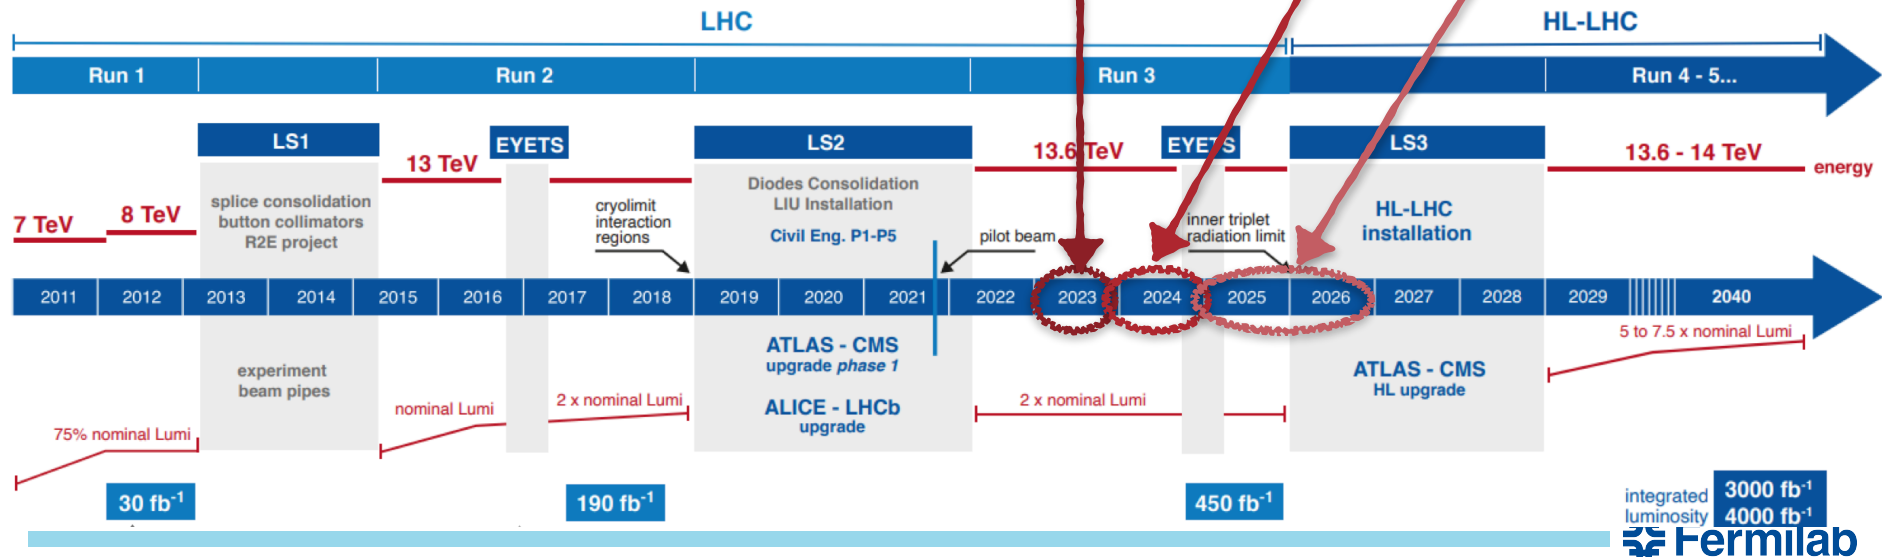 LHC
HL-LHC
Run 1
Run 2
Run 3
Run 4 - 5...
LS1
EYETS
LS2
EYETS
LS3
7 TeV
8 TeV
13 TeV
13.6 TeV
13.6 - 14 TeV
energy
splice consolidation
button collimators
R2E project
cryolimit
interaction
regions
Diodes Consolidation
LIU Installation
Civil Eng. P1-P5
pilot beam
inner triplet
radiation limit
HL-LHC
installation
2011 2012 2013 2014 2015 2016 2017 2018 2019 2020 2021 2022 2023 2024 2025 2026 2027 2028 2029 2040
experiment
beam pipes
ATLAS - CMS
upgrade phase 1
ALICE - LHCb
upgrade
ATLAS - CMS
HL upgrade
75% nominal Lumi
nominal Lumi
2 x nominal Lumi
2 x nominal Lumi
5 to 7.5 x nominal Lumi
30 fb⁻¹
190 fb⁻¹
450 fb⁻¹
integrated
luminosity
3000 fb⁻¹
4000 fb⁻¹
Fermilab